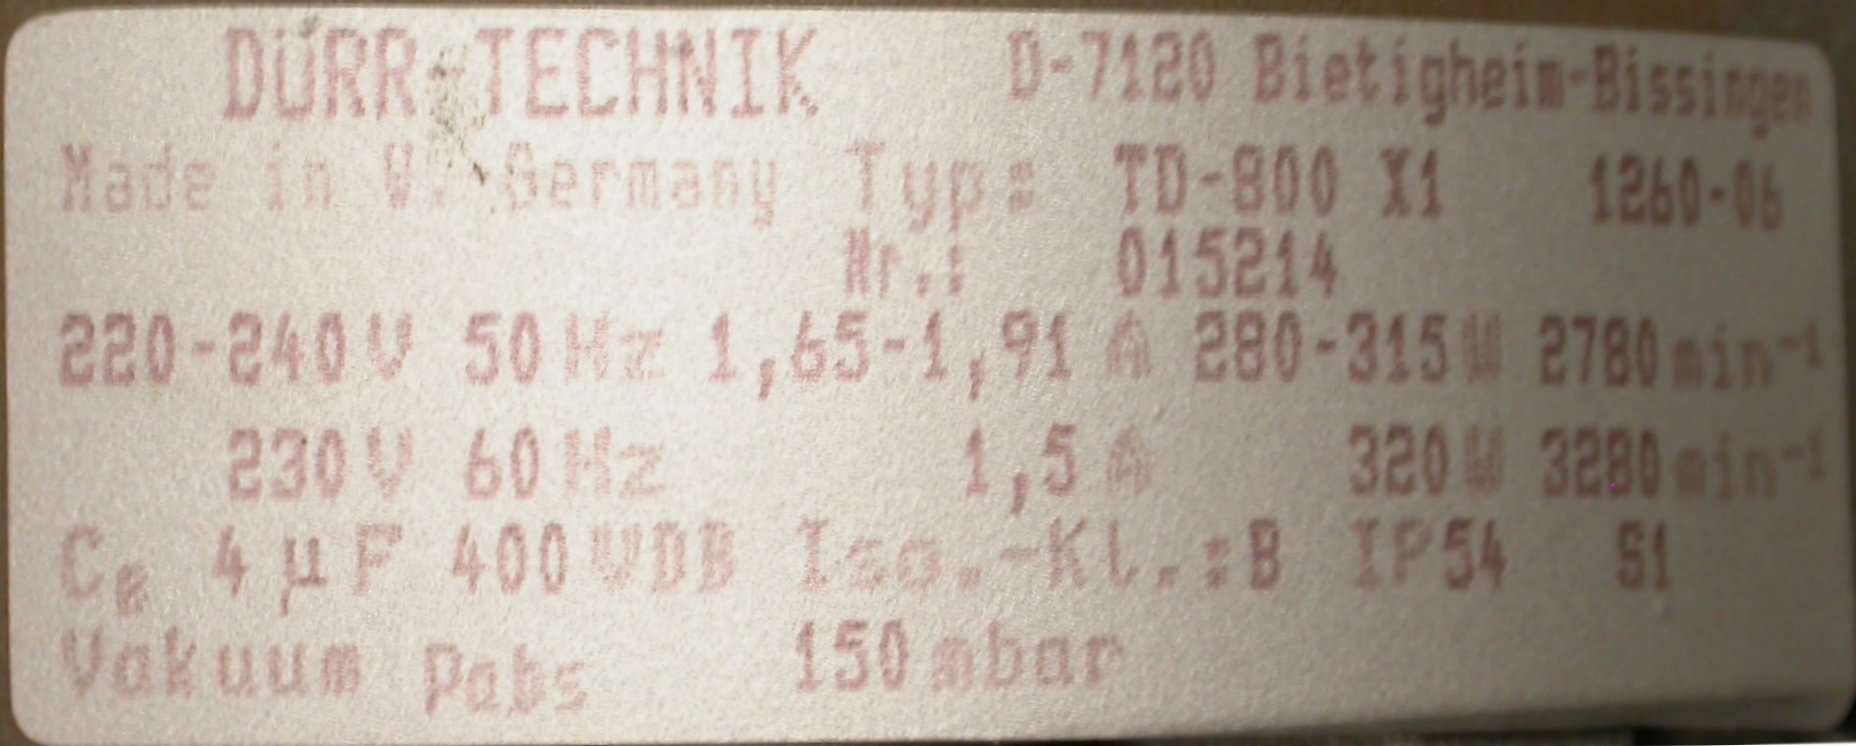 DÜRR-TECHNIK D-7120 Bietigheim-Bissingen
Made in W. Germany Typ: TD-800 X1 1260-06
Nr.: 015214
220-240 V 50 Hz 1,65-1,91 A 280-315 W 2780 min⁻¹
230 V 60 Hz 1,5 A 320 W 3280 min⁻¹
C_B 4 µF 400 VDB Iso.-Kl.:B IP54 S1
Vakuum Pabs 150 mbar